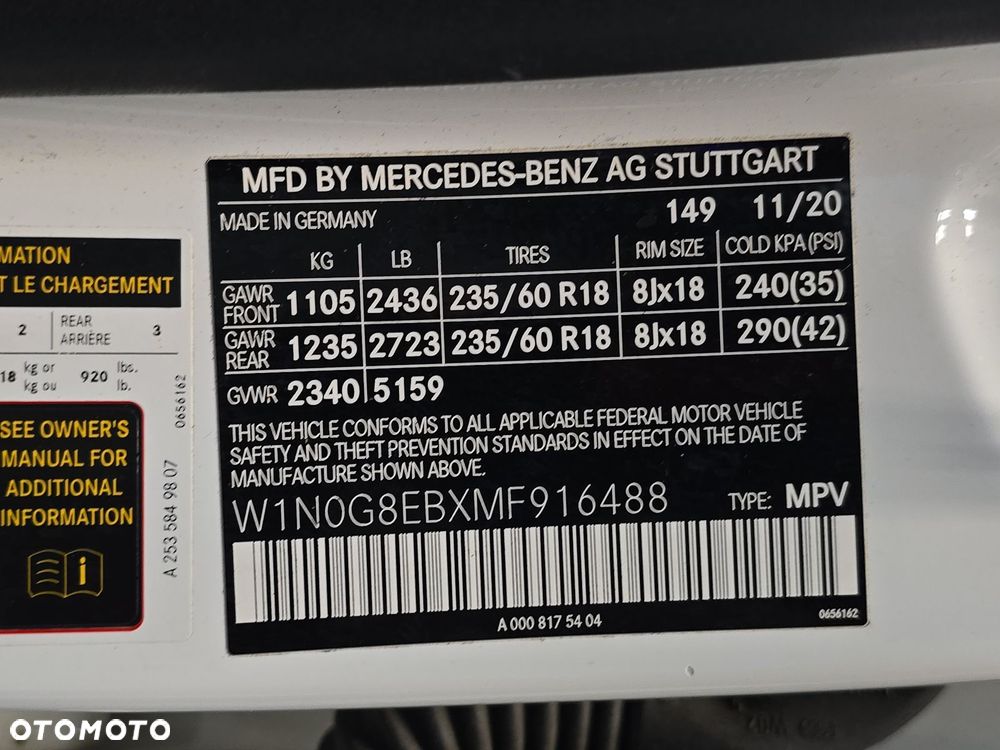 MFD BY MERCEDES-BENZ AG STUTTGART
MADE IN GERMANY 149 11/20
KG LB TIRES RIM SIZE COLD KPA (PSI)
GAWR FRONT 1105 2436 235/60 R18 8Jx18 240(35)
GAWR REAR 1235 2723 235/60 R18 8Jx18 290(42)
GVWR 2340 5159
THIS VEHICLE CONFORMS TO ALL APPLICABLE FEDERAL MOTOR VEHICLE
SAFETY AND THEFT PREVENTION STANDARDS IN EFFECT ON THE DATE OF
MANUFACTURE SHOWN ABOVE.
W1N0G8EBXMF916488 TYPE: MPV
A 000 817 54 04
0656162
MATION
T LE CHARGEMENT
2 REAR ARRIÈRE 3
18 kg or kg ou 920 lbs. lb.
0656162
SEE OWNER'S
MANUAL FOR
ADDITIONAL
INFORMATION
i
A 253 584 98 07
OTOMOTO